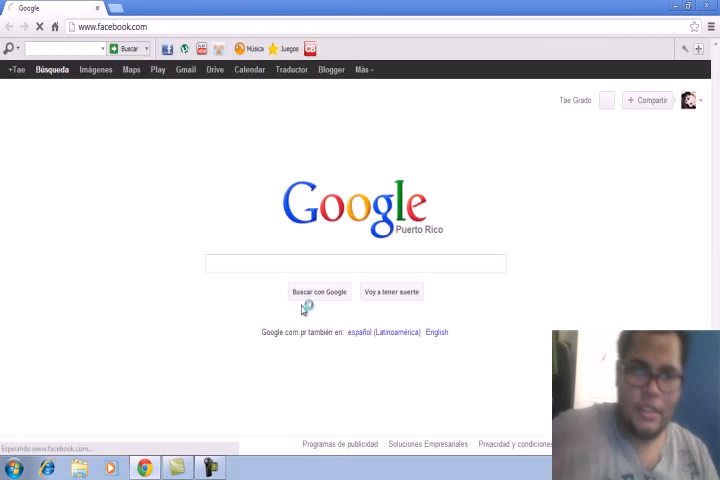 Google
www.facebook.com
Buscar
Música
Juegos
CB
+Tae Búsqueda Imágenes Maps Play Gmail Drive Calendar Traductor Blogger Más
Tae Grado
+ Compartir
Google
Puerto Rico
Buscar con Google
Voy a tener suerte
Google.com.pr también en: español (Latinoamérica) English
Programas de publicidad Soluciones Empresariales Privacidad y condiciones
Esperando www.facebook.com...